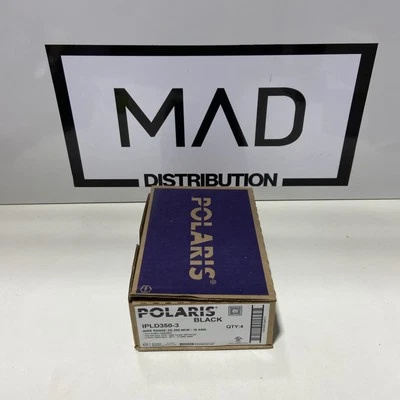 MAD
DISTRIBUTION
POLARIS®
POLARIS®
BLACK
IPLD350-3
QTY:4